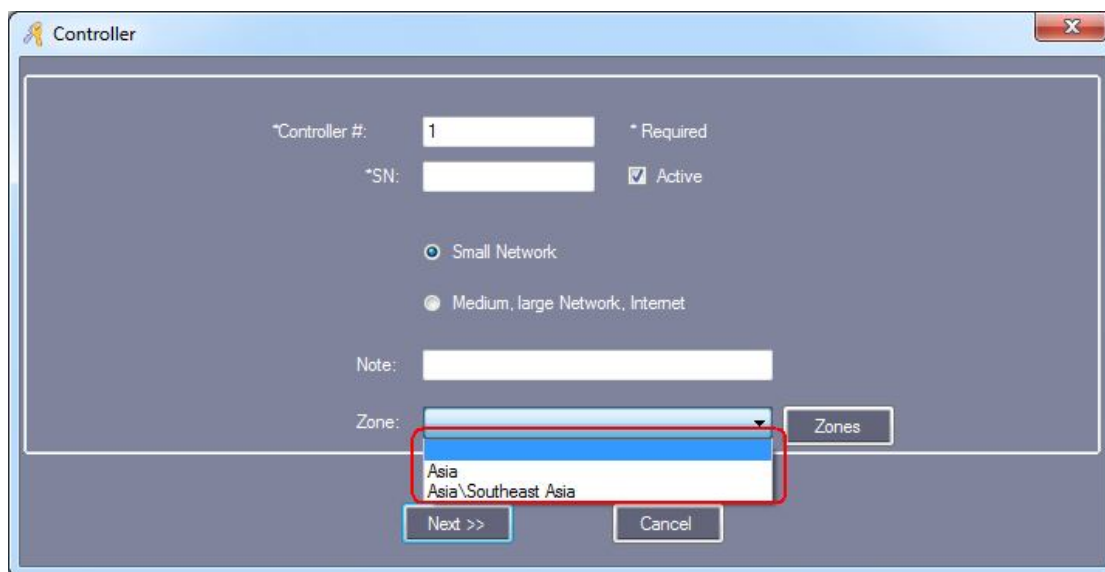 Controller
*Controller #: 1 * Required
*SN: Active
Small Network
Medium, large Network, Internet
Note:
Zone: Zones
Asia
Asia\Southeast Asia
Next >> Cancel